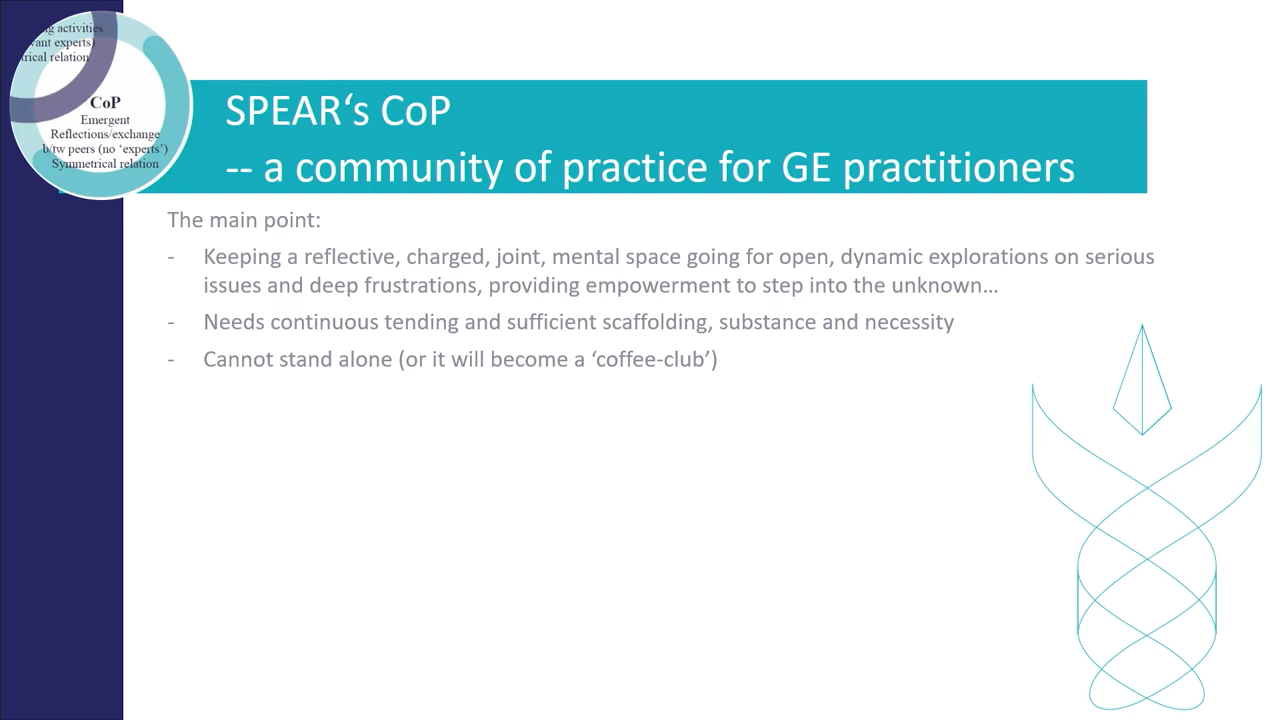 activities
experts)
relation
CoP
Emergent
Reflections/exchange
b/tw peers (no ‘experts’)
Symmetrical relation
SPEAR‘s CoP
-- a community of practice for GE practitioners
The main point:
- Keeping a reflective, charged, joint, mental space going for open, dynamic explorations on serious
issues and deep frustrations, providing empowerment to step into the unknown…
- Needs continuous tending and sufficient scaffolding, substance and necessity
- Cannot stand alone (or it will become a ‘coffee-club’)